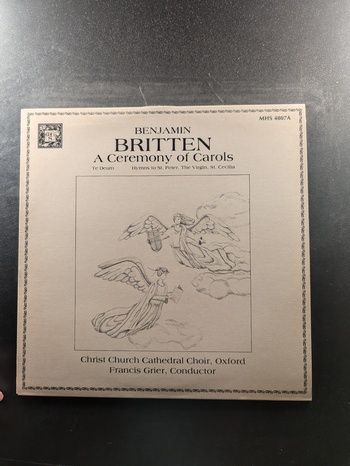 MHS 4807A
BENJAMIN
BRITTEN
A Ceremony of Carols
Te Deum Hymns to St. Peter, The Virgin, St. Cecilia
Christ Church Cathedral Choir, Oxford
Francis Grier, Conductor